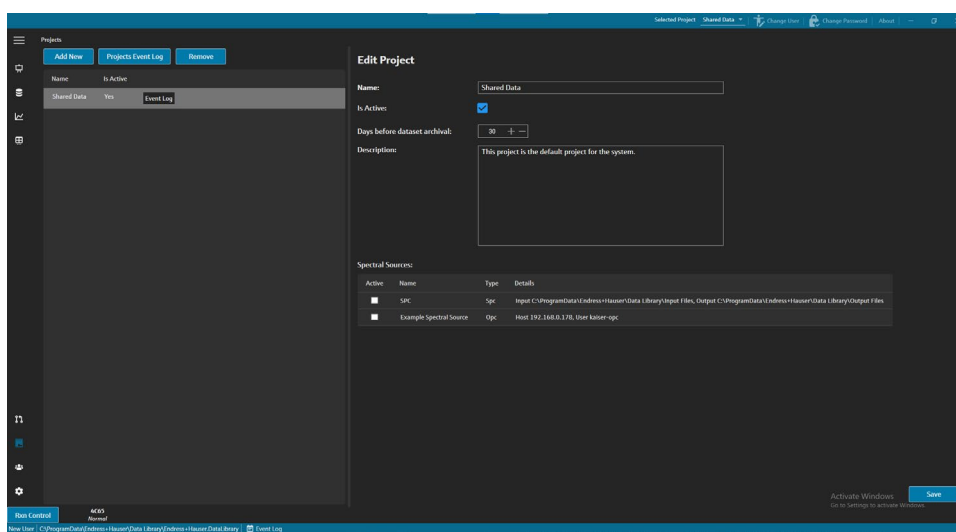 Selected Project Shared Data Change User Change Password About
Projects
Add New Projects Event Log Remove
Name Is Active
Shared Data Yes Event Log
Edit Project
Name: Shared Data
Is Active:
Days before dataset archival: 30
Description: This project is the default project for the system.
Spectral Sources:
Active Name Type Details
SPC Spc Input C:\ProgramData\Endress+Hauser\Data Library\Input Files, Output C:\ProgramData\Endress+Hauser\Data Library\Output Files
Example Spectral Source Opc Host 192.168.0.178, User kaiser-opc
Activate Windows
Go to Settings to activate Windows.
Save
Run Control
4C65
Normal
New User C:\ProgramData\Endress+Hauser\Data Library\Endress+Hauser.DataLibrary Event Log